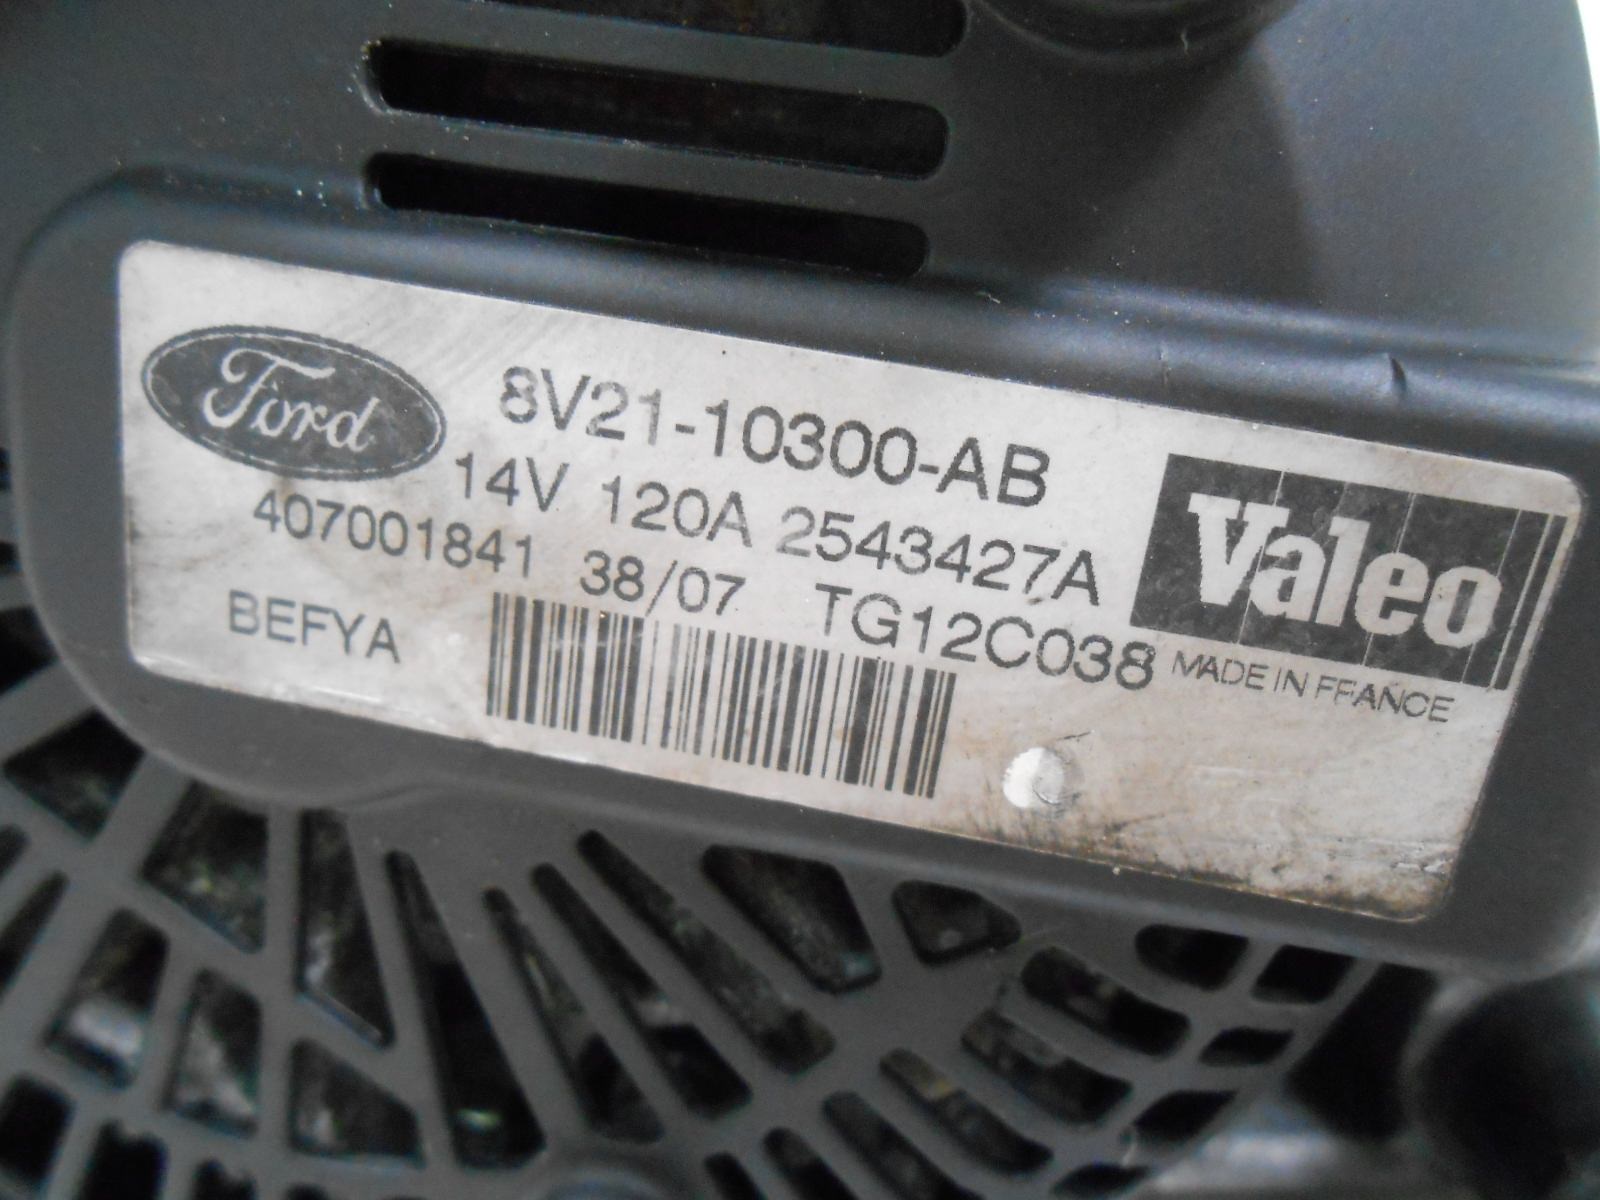 Ford
8V21-10300-AB
14V 120A 2543427A
407001841 38/07 TG12C038
BEFYA
Valeo
MADE IN FRANCE